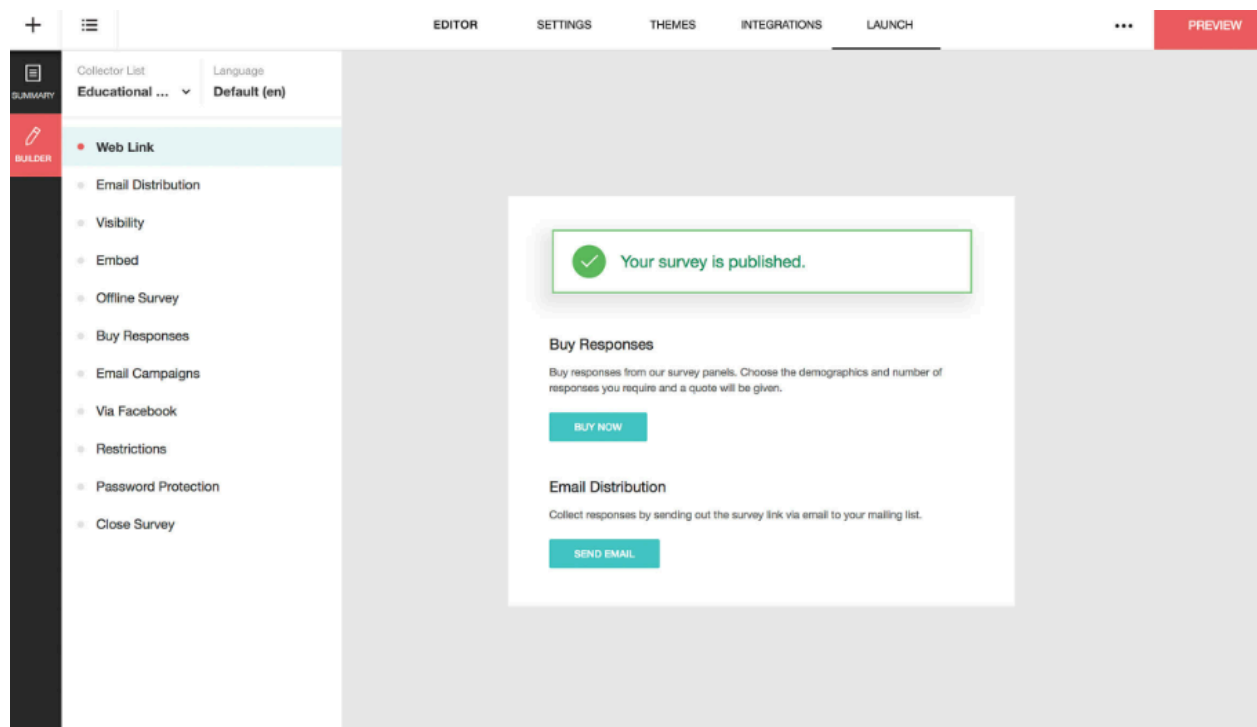 EDITOR SETTINGS THEMES INTEGRATIONS LAUNCH PREVIEW
SUMMARY
BUILDER
Collector List Language
Educational ... Default (en)
Web Link
Email Distribution
Visibility
Embed
Offline Survey
Buy Responses
Email Campaigns
Via Facebook
Restrictions
Password Protection
Close Survey
Your survey is published.
Buy Responses
Buy responses from our survey panels. Choose the demographics and number of
responses you require and a quote will be given.
BUY NOW
Email Distribution
Collect responses by sending out the survey link via email to your mailing list.
SEND EMAIL